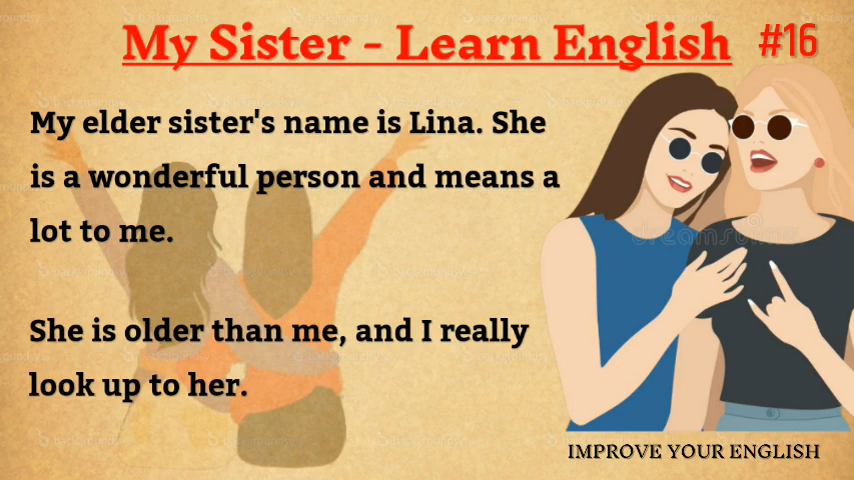 My Sister - Learn English #16
My elder sister's name is Lina. She
is a wonderful person and means a
lot to me.
She is older than me, and I really
look up to her.
dreamstime
IMPROVE YOUR ENGLISH